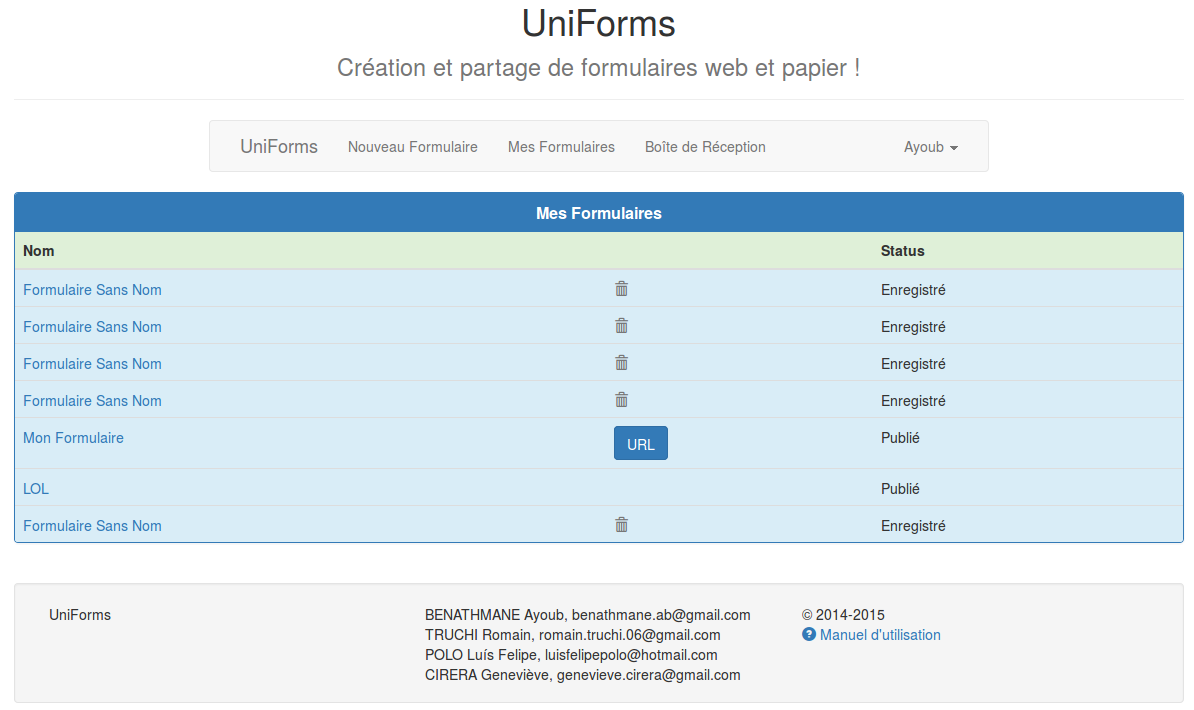 UniForms
Création et partage de formulaires web et papier !
UniForms Nouveau Formulaire Mes Formulaires Boîte de Réception Ayoub
Mes Formulaires
Nom Status
Formulaire Sans Nom Enregistré
Formulaire Sans Nom Enregistré
Formulaire Sans Nom Enregistré
Formulaire Sans Nom Enregistré
Mon Formulaire URL Publié
LOL Publié
Formulaire Sans Nom Enregistré
UniForms BENATHMANE Ayoub, benathmane.ab@gmail.com © 2014-2015
TRUCHI Romain, romain.truchi.06@gmail.com Manuel d'utilisation
POLO Luís Felipe, luisfelipepolo@hotmail.com
CIRERA Geneviève, genevieve.cirera@gmail.com